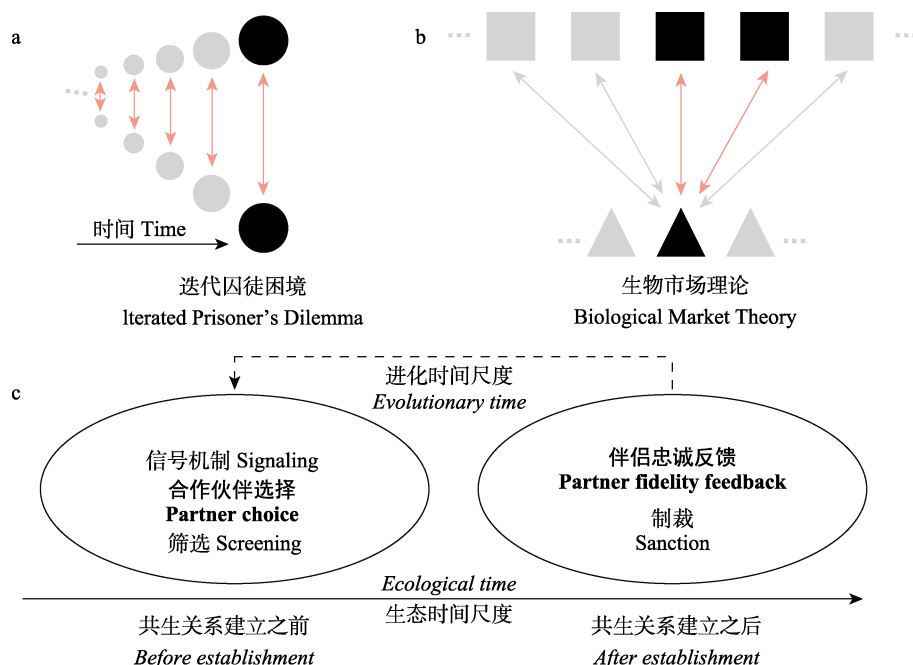 a
b
时间 Time
迭代囚徒困境
lterated Prisoner’s Dilemma
生物市场理论
Biological Market Theory
c
进化时间尺度
Evolutionary time
信号机制 Signaling
合作伙伴选择
Partner choice
筛选 Screening
伴侣忠诚反馈
Partner fidelity feedback
制裁
Sanction
Ecological time
生态时间尺度
共生关系建立之前
Before establishment
共生关系建立之后
After establishment